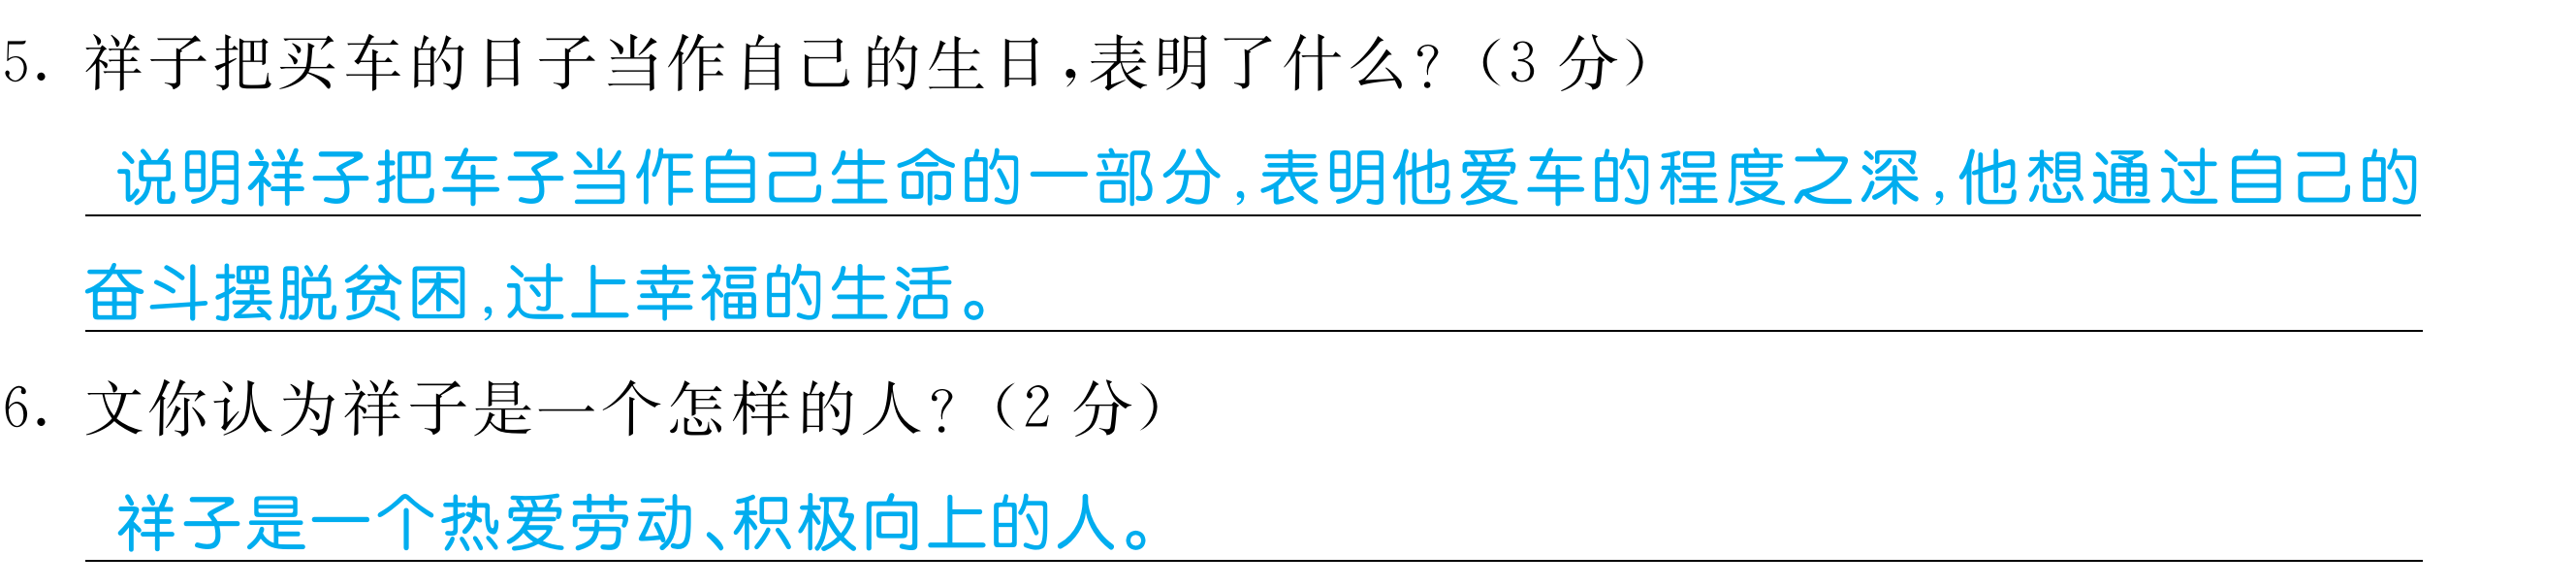 5. 祥子把买车的日子当作自己的生日,表明了什么?(3 分)
说明祥子把车子当作自己生命的一部分,表明他爱车的程度之深,他想通过自己的
奋斗摆脱贫困,过上幸福的生活。
6. 文你认为祥子是一个怎样的人?(2 分)
祥子是一个热爱劳动、积极向上的人。